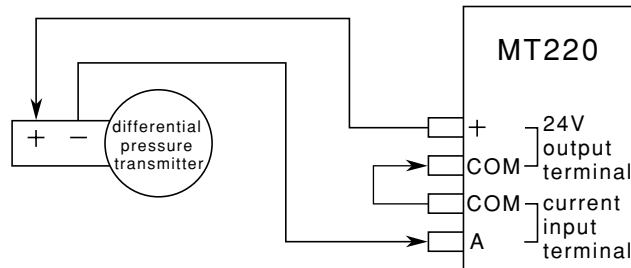 MT220
+ −
differential
pressure
transmitter
+
COM
24V
output
terminal
COM
A
current
input
terminal